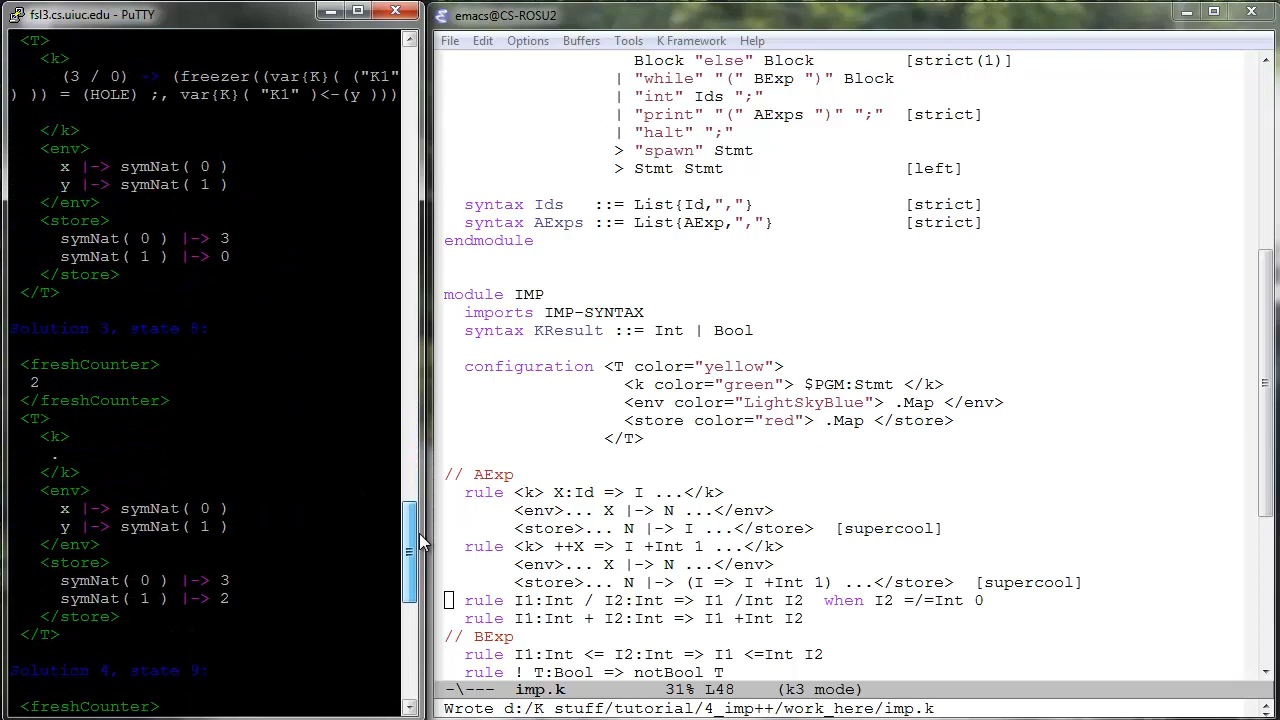 fsl3.cs.uiuc.edu - PuTTY
<T>
<k>
(3 / 0) -> (freezer((var{K}( ("K1"
) )) = (HOLE) ;, var{K}( "K1" )<-(y )))
</k>
<env>
x |-> symNat( 0 )
y |-> symNat( 1 )
</env>
<store>
symNat( 0 ) |-> 3
symNat( 1 ) |-> 0
</store>
</T>
Solution 3, state 8:
<freshCounter>
2
</freshCounter>
<T>
<k>
.
</k>
<env>
x |-> symNat( 0 )
y |-> symNat( 1 )
</env>
<store>
symNat( 0 ) |-> 3
symNat( 1 ) |-> 2
</store>
</T>
Solution 4, state 9:
<freshCounter>
emacs@CS-ROSU2
File Edit Options Buffers Tools K Framework Help
Block "else" Block [strict(1)]
| "while" "(" BExp ")" Block
| "int" Ids ";"
| "print" "(" AExps ")" ";" [strict]
| "halt" ";"
> "spawn" Stmt
> Stmt Stmt [left]
syntax Ids ::= List{Id,","} [strict]
syntax AExps ::= List{AExp,","} [strict]
endmodule
module IMP
imports IMP-SYNTAX
syntax KResult ::= Int | Bool
configuration <T color="yellow">
<k color="green"> $PGM:Stmt </k>
<env color="LightSkyBlue"> .Map </env>
<store color="red"> .Map </store>
</T>
// AExp
rule <k> X:Id => I ...</k>
<env>... X |-> N ...</env>
<store>... N |-> I ...</store> [supercool]
rule <k> ++X => I +Int 1 ...</k>
<env>... X |-> N ...</env>
<store>... N |-> (I => I +Int 1) ...</store> [supercool]
rule I1:Int / I2:Int => I1 /Int I2 when I2 =/=Int 0
rule I1:Int + I2:Int => I1 +Int I2
// BExp
rule I1:Int <= I2:Int => I1 <=Int I2
rule ! T:Bool => notBool T
-\--- imp.k 31% L48 (k3 mode)
Wrote d:/K stuff/tutorial/4_imp++/work_here/imp.k